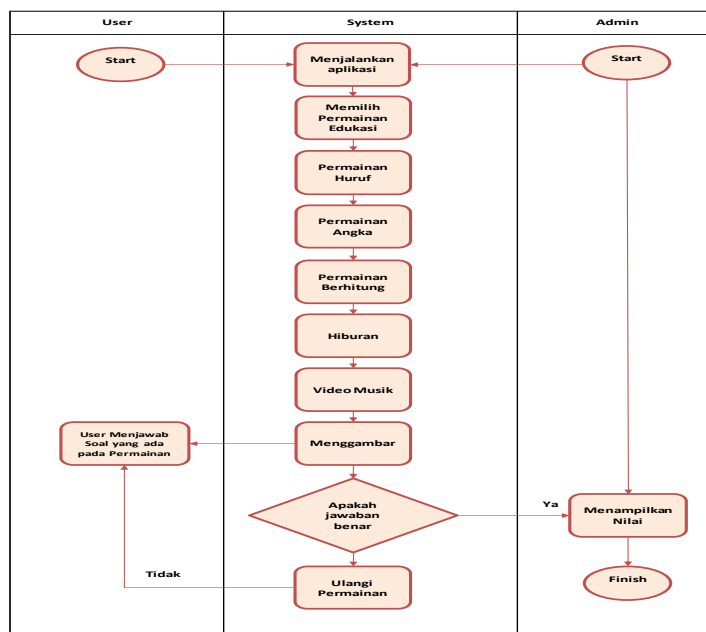 User
System
Admin
Start
Menjalankan
aplikasi
Start
Memilih
Permainan
Edukasi
Permainan
Huruf
Permainan
Angka
Permainan
Berhitung
Hiburan
Video Musik
User Menjawab
Soal yang ada
pada Permainan
Menggambar
Apakah
jawaban
benar
Ya
Menampilkan
Nilai
Tidak
Ulangi
Permainan
Finish